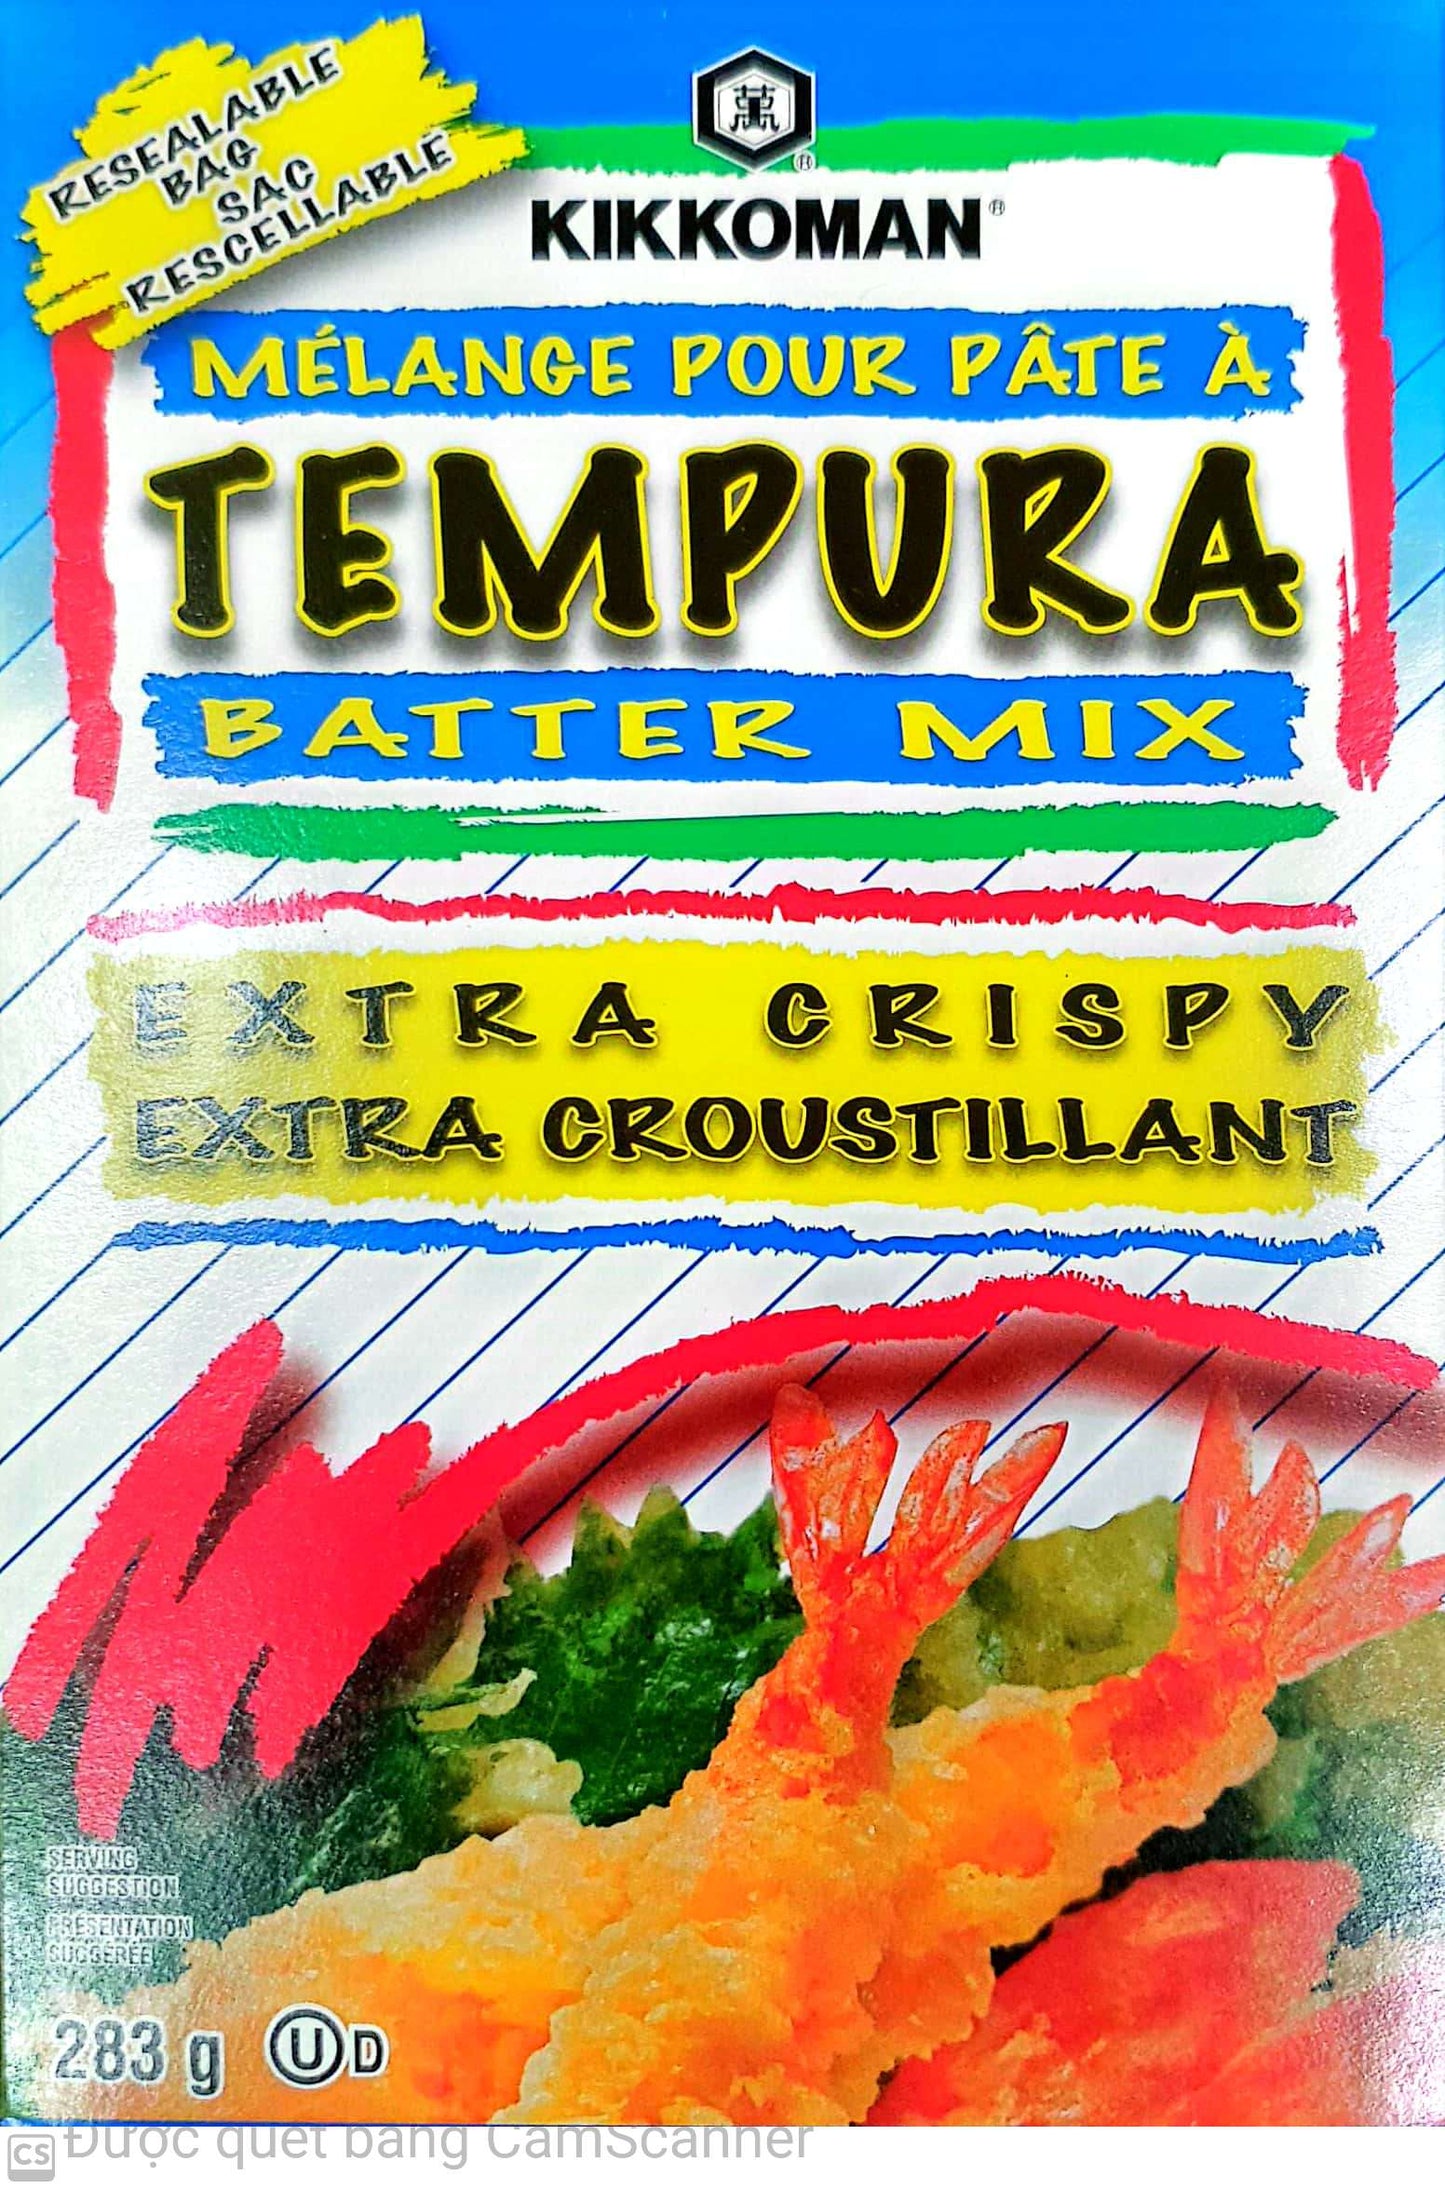 RESEALABLE
BAG
SAC
RESCELLABLE
KIKKOMAN®
MÉLANGE POUR PÂTE À
TEMPURA
BATTER MIX
EXTRA CRISPY
EXTRA CROUSTILLANT
SERVING
SUGGESTION
PRÉSENTATION
SUGGÉRÉE
283 g U D
CS Được quét bằng CamScanner